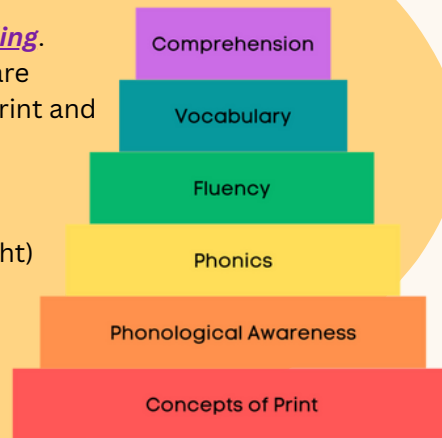 ing.
are
rint and
ht)
Comprehension
Vocabulary
Fluency
Phonics
Phonological Awareness
Concepts of Print